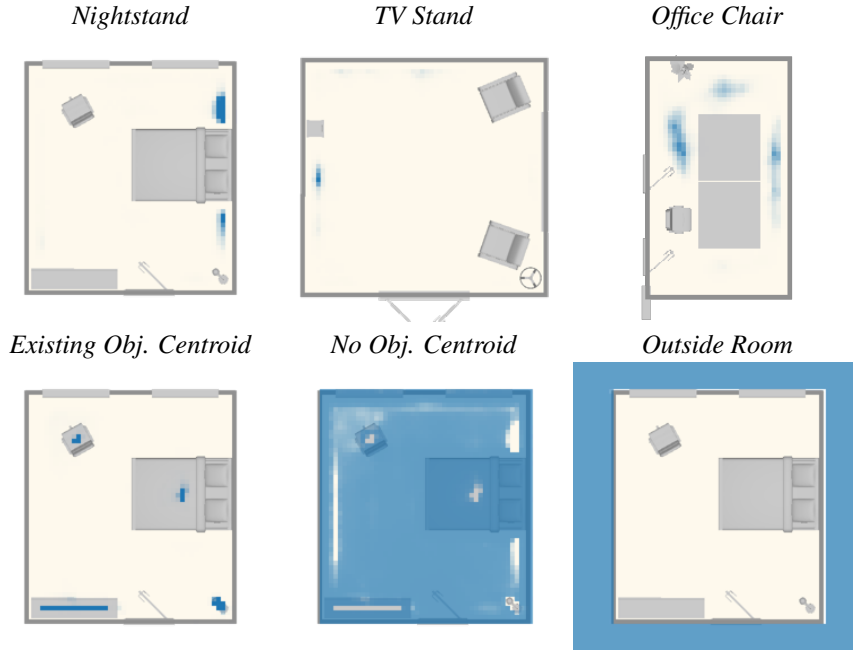 Nightstand
TV Stand
Office Chair
Existing Obj. Centroid
No Obj. Centroid
Outside Room